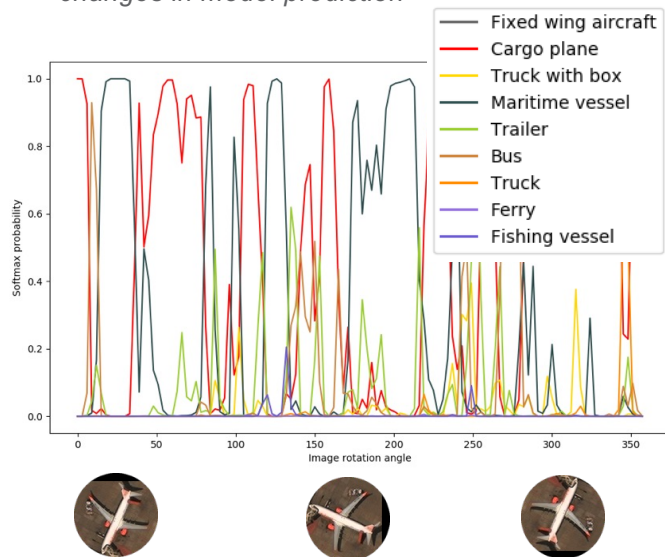 changes in model prediction
Fixed wing aircraft
Cargo plane
Truck with box
Maritime vessel
Trailer
Bus
Truck
Ferry
Fishing vessel
1.0
0.8
0.6
0.4
0.2
0.0
Softmax probability
0 50 100 150 200 250 300 350
Image rotation angle